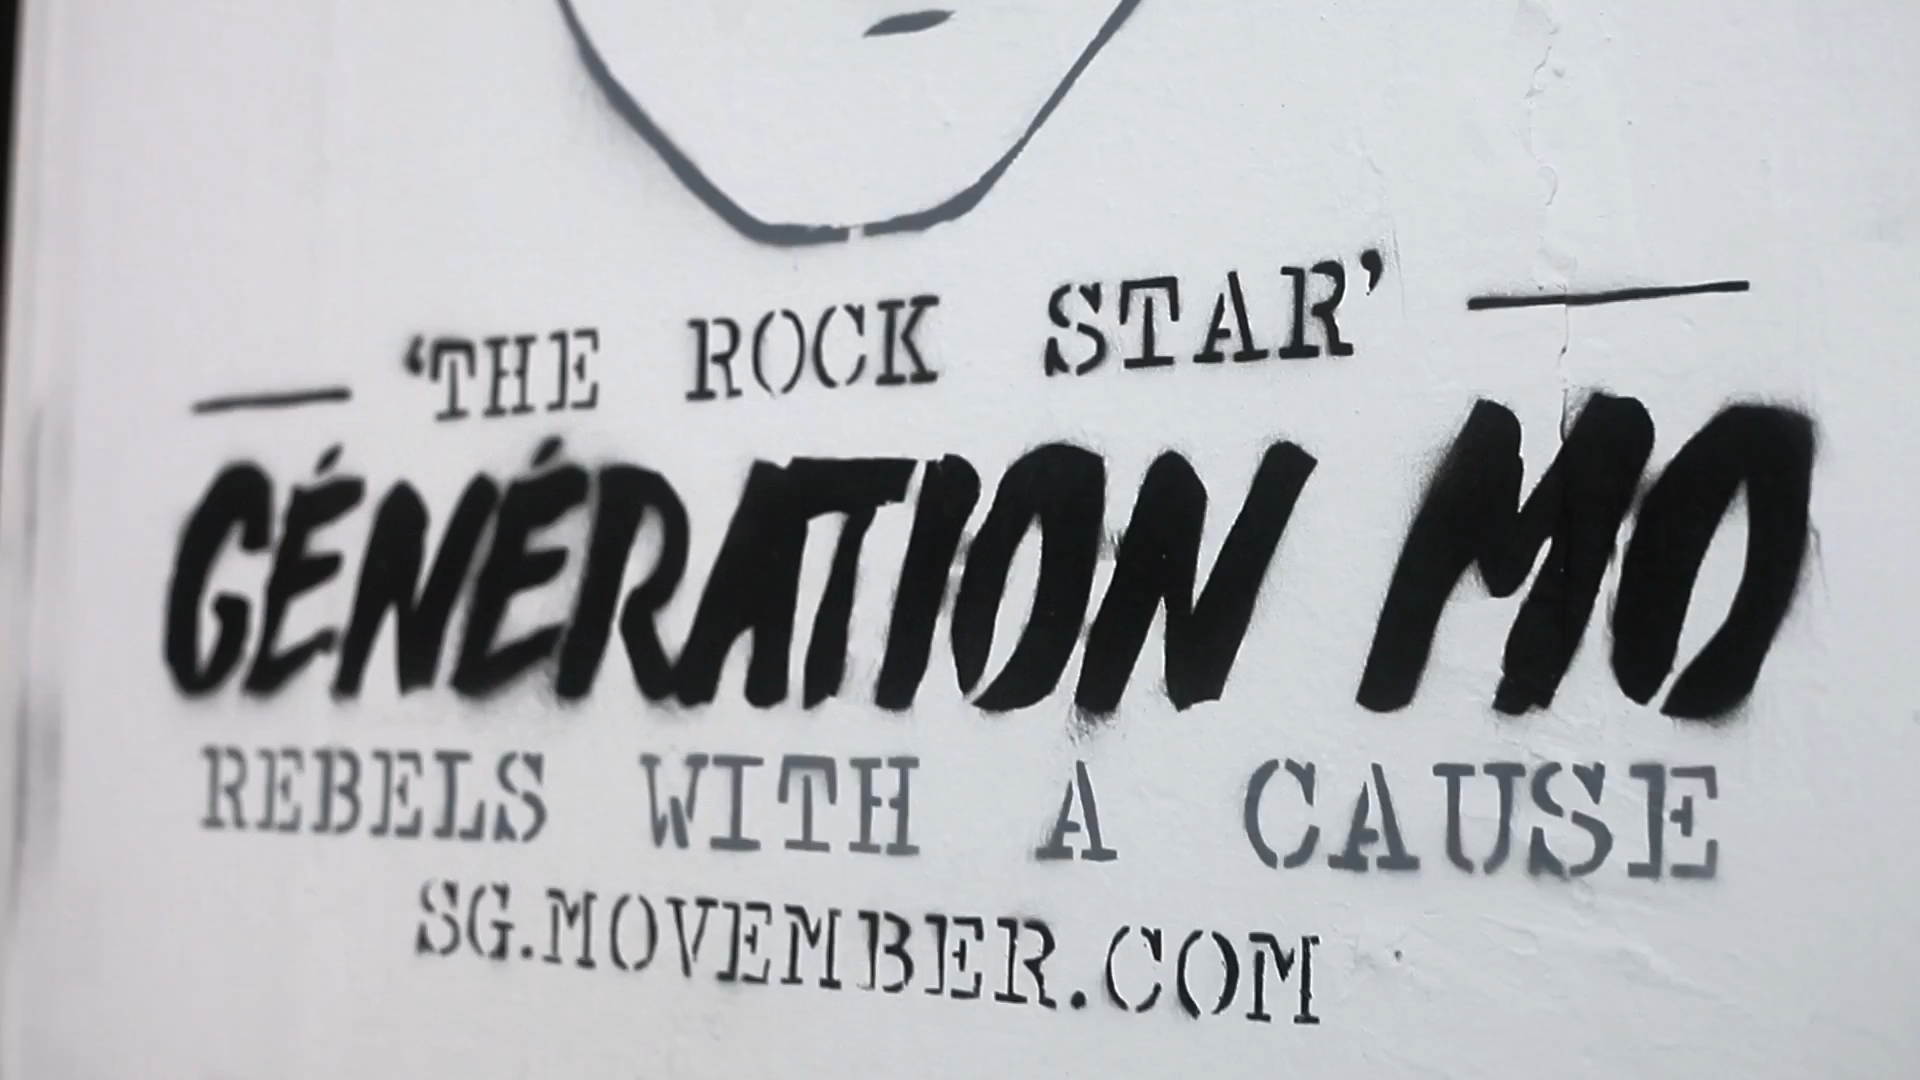 ‘THE ROCK STAR’
GÉNÉRATION MO
REBELS WITH A CAUSE
SG.MOVEMBER.COM